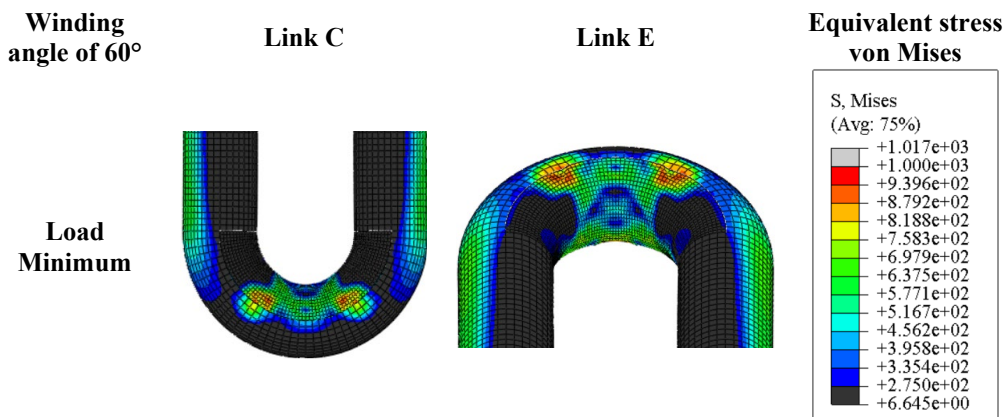 Winding
angle of 60°
Link C
Link E
Equivalent stress
von Mises
Load
Minimum
S, Mises
(Avg: 75%)
+1.017e+03
+1.000e+03
+9.396e+02
+8.792e+02
+8.188e+02
+7.583e+02
+6.979e+02
+6.375e+02
+5.771e+02
+5.167e+02
+4.562e+02
+3.958e+02
+3.354e+02
+2.750e+02
+6.645e+00